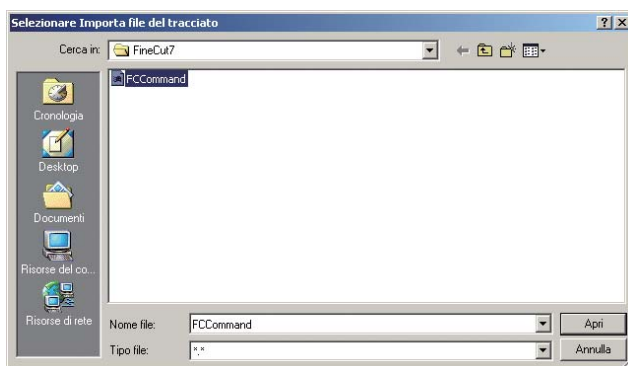 Selezionare Importa file del tracciato
Cerca in: FineCut7
FCCommand
Cronologia
Desktop
Documenti
Risorse del co...
Risorse di rete
Nome file: FCCommand Apri
Tipo file: *.* Annulla